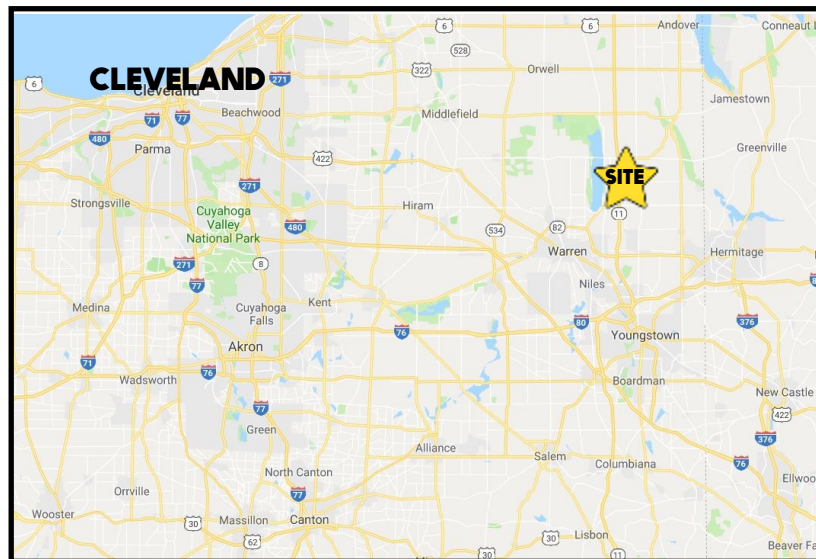 6
6
Andover
Conneaut L
528
CLEVELAND
Cleveland
271
322
Orwell
6
Jamestown
Beachwood
Middlefield
71
77
480
Parma
422
Greenville
271
SITE
Strongsville
Cuyahoga
Valley
National Park
Hiram
11
480
534
82
Warren
Hermitage
271
8
77
Niles
Medina
Cuyahoga
Falls
Kent
80
376
76
Youngstown
Akron
71
76
Wadsworth
Boardman
77
New Castle
422
Green
376
Alliance
Salem
Columbiana
76
North Canton
Ellwoo
Orrville
77
Wooster
30
Massillon
Canton
Lisbon
62
30
30
11
Beaver Fa